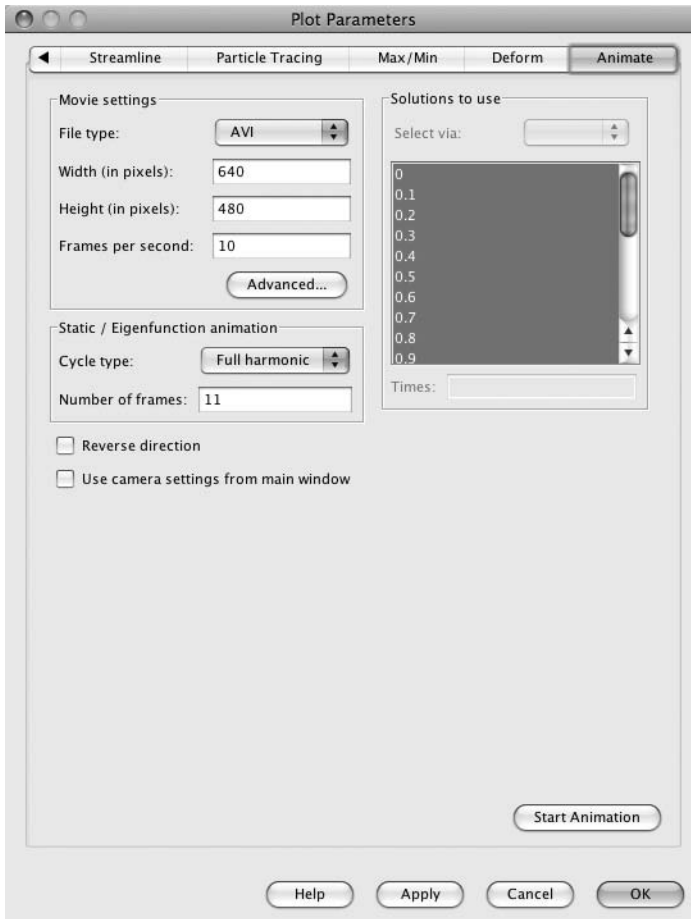 Plot Parameters
Streamline
Particle Tracing
Max/Min
Deform
Animate
Movie settings
File type: AVI
Width (in pixels): 640
Height (in pixels): 480
Frames per second: 10
Advanced...
Static / Eigenfunction animation
Cycle type: Full harmonic
Number of frames: 11
Reverse direction
Use camera settings from main window
Solutions to use
Select via:
0
0.1
0.2
0.3
0.4
0.5
0.6
0.7
0.8
0.9
Times:
Start Animation
Help
Apply
Cancel
OK